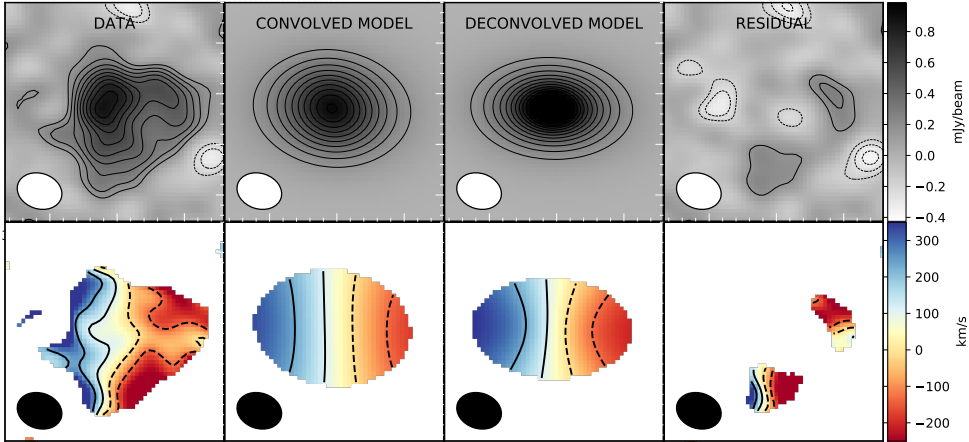 DATA
CONVOLVED MODEL
DECONVOLVED MODEL
RESIDUAL
0.8
0.6
0.4
0.2
0.0
−0.2
−0.4
mJy/beam
300
200
100
0
−100
−200
km/s